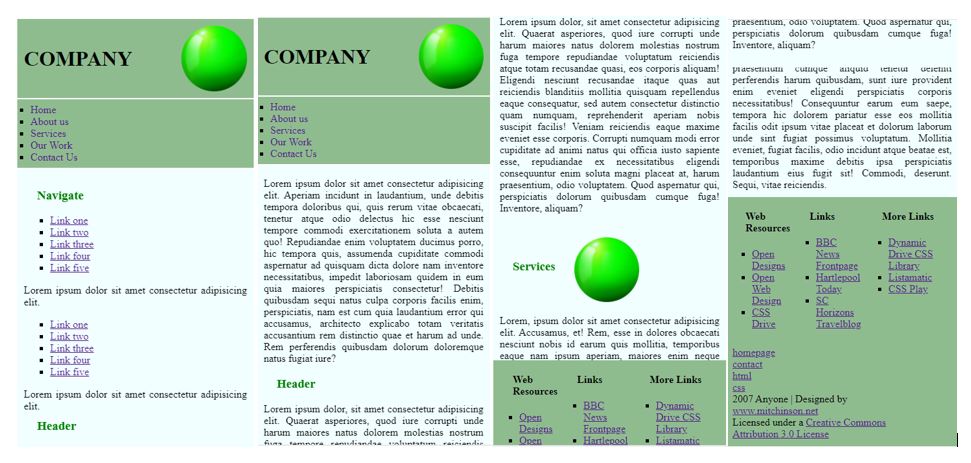 COMPANY
Home
About us
Services
Our Work
Contact Us
Navigate
Link one
Link two
Link three
Link four
Link five
Lorem ipsum dolor sit amet consectetur adipisicing
elit.
Link one
Link two
Link three
Link four
Link five
Lorem ipsum dolor sit amet consectetur adipisicing
elit.
Header
COMPANY
Home
About us
Services
Our Work
Contact Us
Lorem ipsum dolor sit amet consectetur adipisicing
elit. Aperiam incidunt in laudantium, unde debitis
tempora doloribus qui, quis rerum vitae obcaecati,
tenetur atque odio delectus hic esse nesciunt
tempore commodi exercitationem soluta a autem
quo! Repudiandae enim voluptatem ducimus porro,
hic tempora quis, assumenda cupiditate commodi
aspernatur ad quisquam dicta dolore nam inventore
necessitatibus, impedit laboriosam quidem in eum
quia maiores perspiciatis consectetur! Debitis
quibusdam sequi natus culpa corporis facilis enim,
perspiciatis, nam est cum quia laudantium error qui
accusamus, architecto explicabo totam veritatis
accusantium rem distinctio quae et harum ad unde.
Rem perferendis quibusdam dolorum doloremque
natus fugiat iure?
Header
Lorem ipsum dolor, sit amet consectetur adipisicing
elit. Quaerat asperiores, quod iure corrupti unde
harum maiores natus dolorem molestias nostrum
fuga tempore repudiandae voluptatum reiciendis
Lorem ipsum dolor, sit amet consectetur adipisicing
elit. Quaerat asperiores, quod iure corrupti unde
harum maiores natus dolorem molestias nostrum
fuga tempore repudiandae voluptatum reiciendis
atque totam recusandae quasi, eos corporis aliquam!
Eligendi nesciunt recusandae itaque quas aut
reiciendis blanditiis mollitia quisquam repellendus
eaque consequatur, sed autem consectetur distinctio
quam numquam, reprehenderit aperiam nobis
suscipit facilis! Veniam reiciendis eaque maxime
eveniet esse corporis. Corrupti numquam modi error
cupiditate ad animi natus qui officia iusto sapiente
esse, repudiandae ex necessitatibus eligendi
consequuntur enim soluta magni placeat at, harum
praesentium, odio voluptatem. Quod aspernatur qui,
perspiciatis dolorum quibusdam cumque fuga!
Inventore, aliquam?
Services
Lorem, ipsum dolor sit amet consectetur adipisicing
elit. Accusamus, et! Rem, esse in dolores obcaecati
nesciunt nobis id earum quis mollitia, temporibus
eaque nam ipsum aperiam, maiores enim neque
Web Resources
Open Designs
Open
Links
BBC News Frontpage
Hartlepool
More Links
Dynamic Drive CSS Library
Listamatic
praesentium, odio voluptatem. Quod aspernatur qui,
perspiciatis dolorum quibusdam cumque fuga!
Inventore, aliquam?
praesentium cumque aliquid tenetur deleniti
perferendis harum quibusdam, sunt iure provident
enim eveniet eligendi perspiciatis corporis
necessitatibus! Consequuntur earum eum saepe,
tempora hic dolorem pariatur esse eos mollitia
facilis odit ipsum vitae placeat et dolorum laborum
unde sint fugiat possimus voluptatum. Mollitia
eveniet, fugiat facilis, odio incidunt atque beatae est,
temporibus maxime debitis ipsa perspiciatis
laudantium eius fugit sit! Commodi, deserunt.
Sequi, vitae reiciendis.
Web Resources
Open Designs
Open Web Design
CSS Drive
Links
BBC News Frontpage
Hartlepool Today
SC Horizons Travelblog
More Links
Dynamic Drive CSS Library
Listamatic
CSS Play
homepage
contact
html
css
2007 Anyone | Designed by
www.mitchinson.net
Licensed under a Creative Commons
Attribution 3.0 License